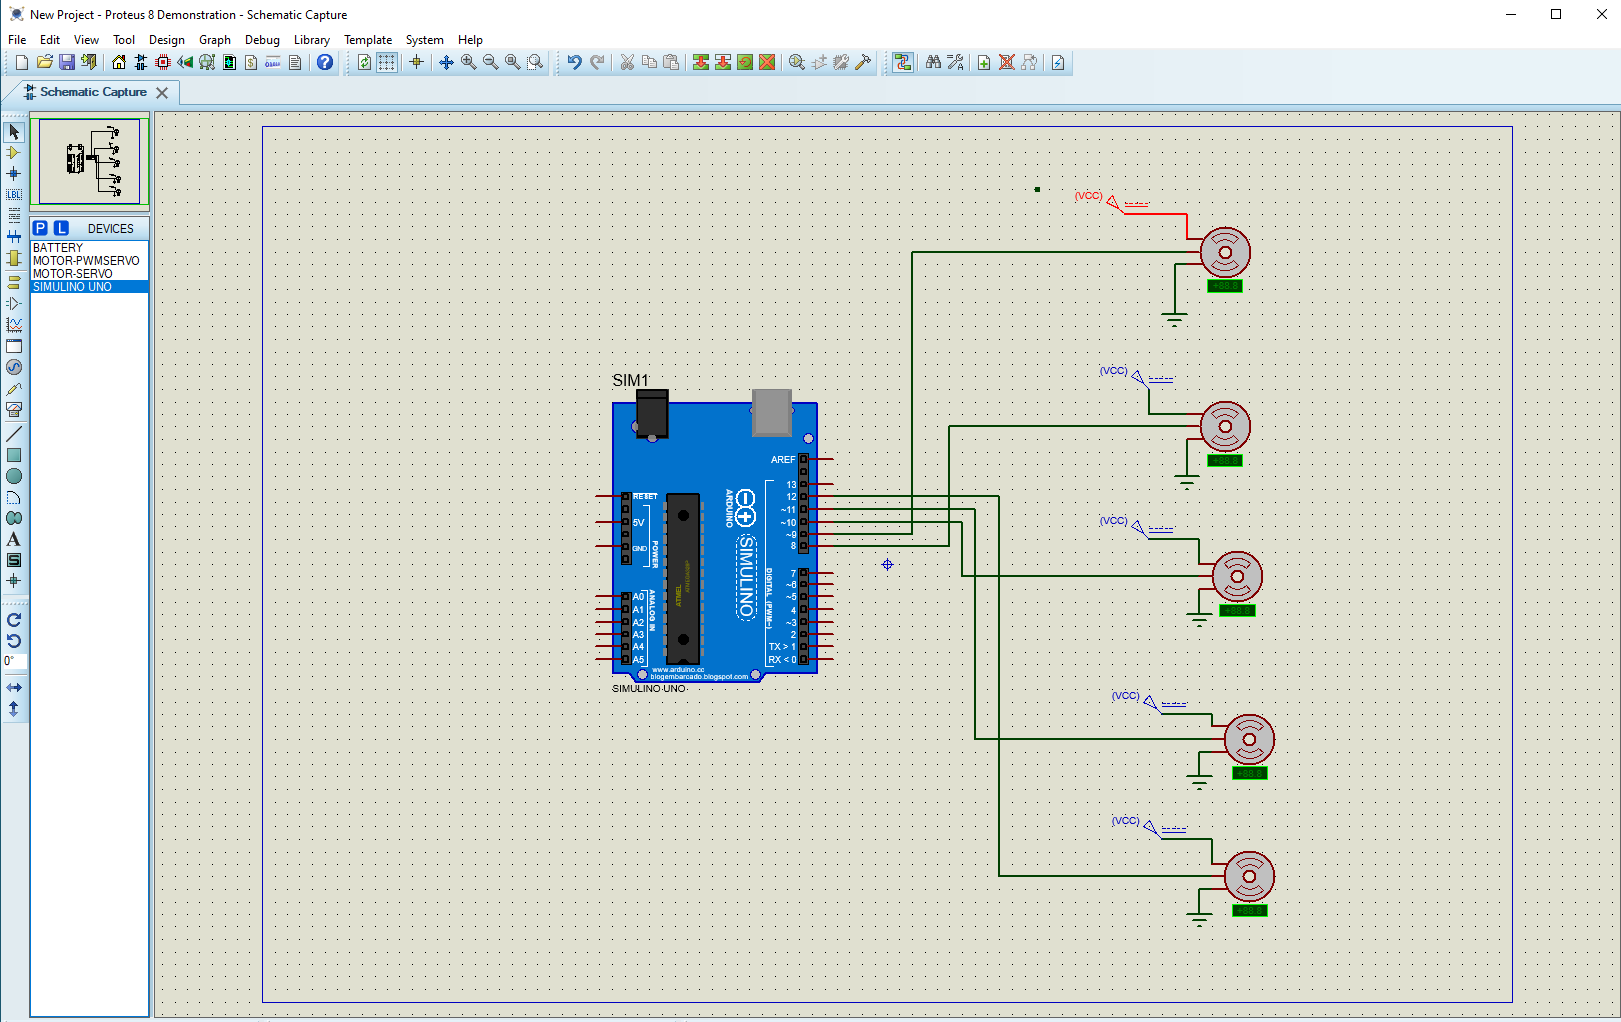 New Project - Proteus 8 Demonstration - Schematic Capture
File Edit View Tool Design Graph Debug Library Template System Help
Schematic Capture
P L DEVICES
BATTERY
MOTOR-PWMSERVO
MOTOR-SERVO
SIMULINO UNO
LBL
A
S
0°
(VCC)
(VCC)
(VCC)
(VCC)
(VCC)
SIM1
AREF
13
12
~11
~10
~9
8
7
~6
~5
4
~3
2
TX > 1
RX < 0
RESET
5V
GND
POWER
A0
A1
A2
A3
A4
A5
ANALOG IN
ARDUINO
SIMULINO
DIGITAL (PWM~)
ATMEL
www.arduino.cc
blogembarcado.blogspot.com
SIMULINO UNO
+88.8
+88.8
+88.8
+88.8
+88.8